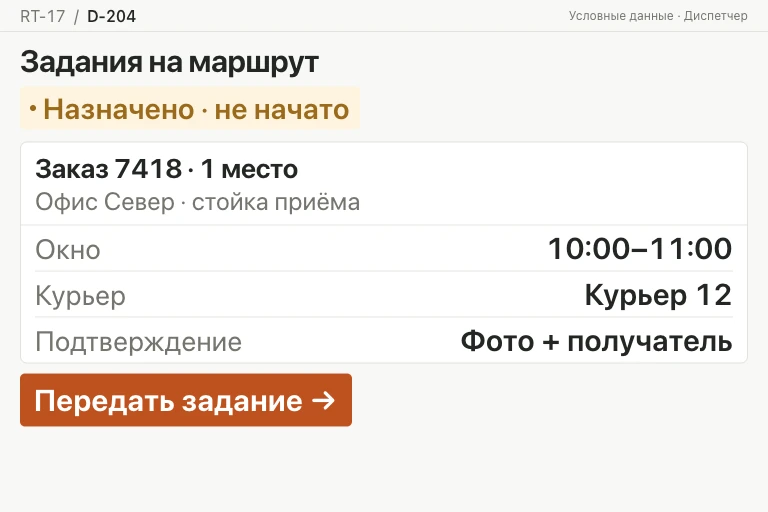 RT-17 / D-204
Условные данные · Диспетчер
Задания на маршрут
• Назначено · не начато
Заказ 7418 · 1 место
Офис Север · стойка приёма
Окно 10:00–11:00
Курьер Курьер 12
Подтверждение Фото + получатель
Передать задание →